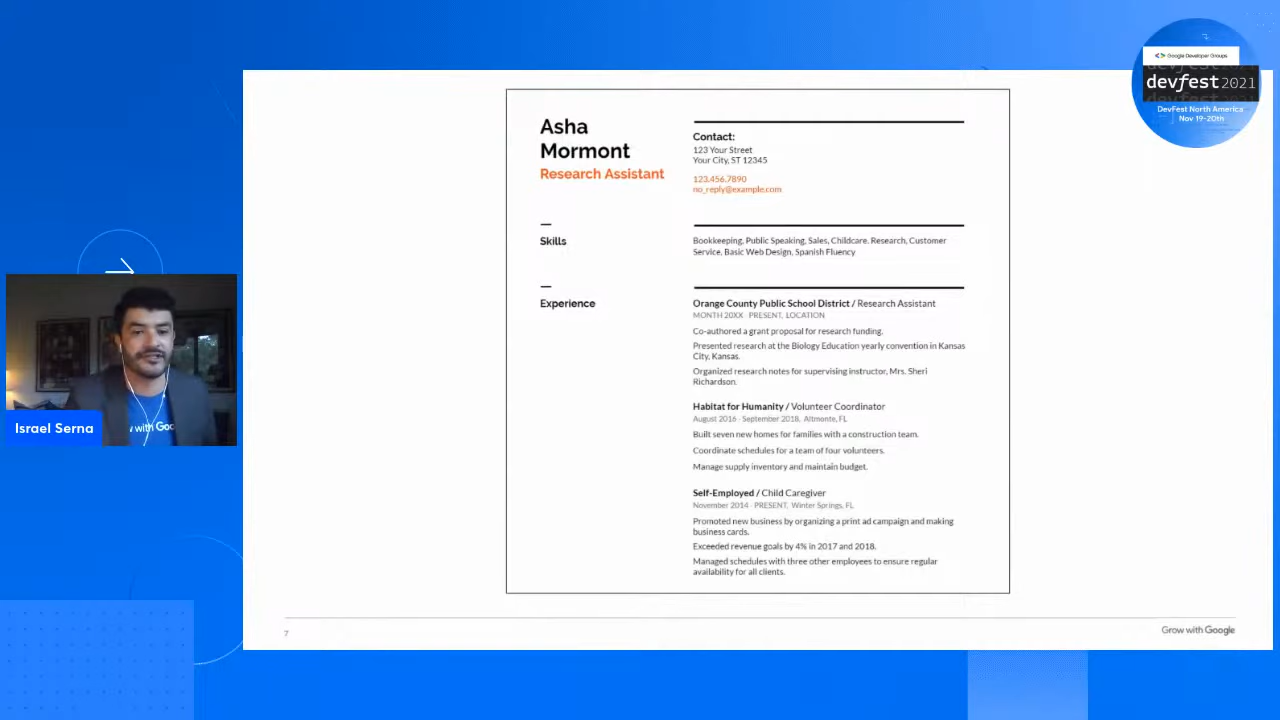 Google Developer Groups
devfest 2021
DevFest North America
Nov 19-20th
Asha
Mormont
Research Assistant
Contact:
123 Your Street
Your City, ST 12345
123.456.7890
no_reply@example.com
Skills
Bookkeeping, Public Speaking, Sales, Childcare, Research, Customer
Service, Basic Web Design, Spanish Fluency
Experience
Orange County Public School District / Research Assistant
MONTH 20XX - PRESENT, LOCATION
Co-authored a grant proposal for research funding.
Presented research at the Biology Education yearly convention in Kansas
City, Kansas.
Organized research notes for supervising instructor, Mrs. Sheri
Richardson.
Habitat for Humanity / Volunteer Coordinator
August 2016 - September 2018, Altmonte, FL
Built seven new homes for families with a construction team.
Coordinate schedules for a team of four volunteers.
Manage supply inventory and maintain budget.
Self-Employed / Child Caregiver
November 2014 - PRESENT, Winter Springs, FL
Promoted new business by organizing a print ad campaign and making
business cards.
Exceeded revenue goals by 4% in 2017 and 2018.
Managed schedules with three other employees to ensure regular
availability for all clients.
Israel Serna
w with Goo
7
Grow with Google